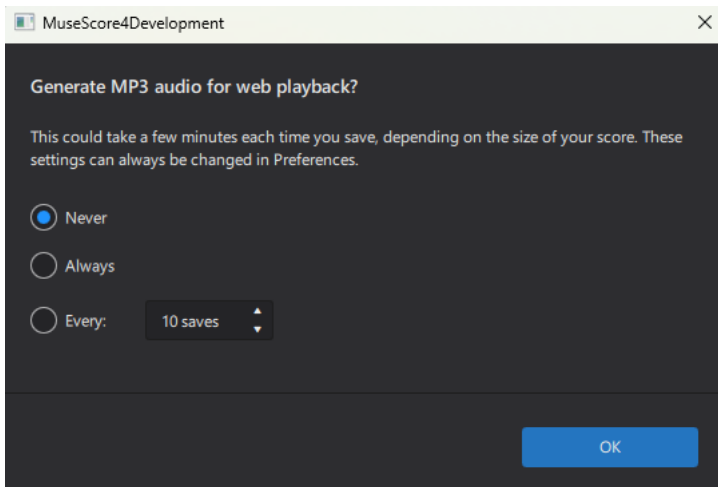 MuseScore4Development
Generate MP3 audio for web playback?
This could take a few minutes each time you save, depending on the size of your score. These
settings can always be changed in Preferences.
Never
Always
Every: 10 saves
OK